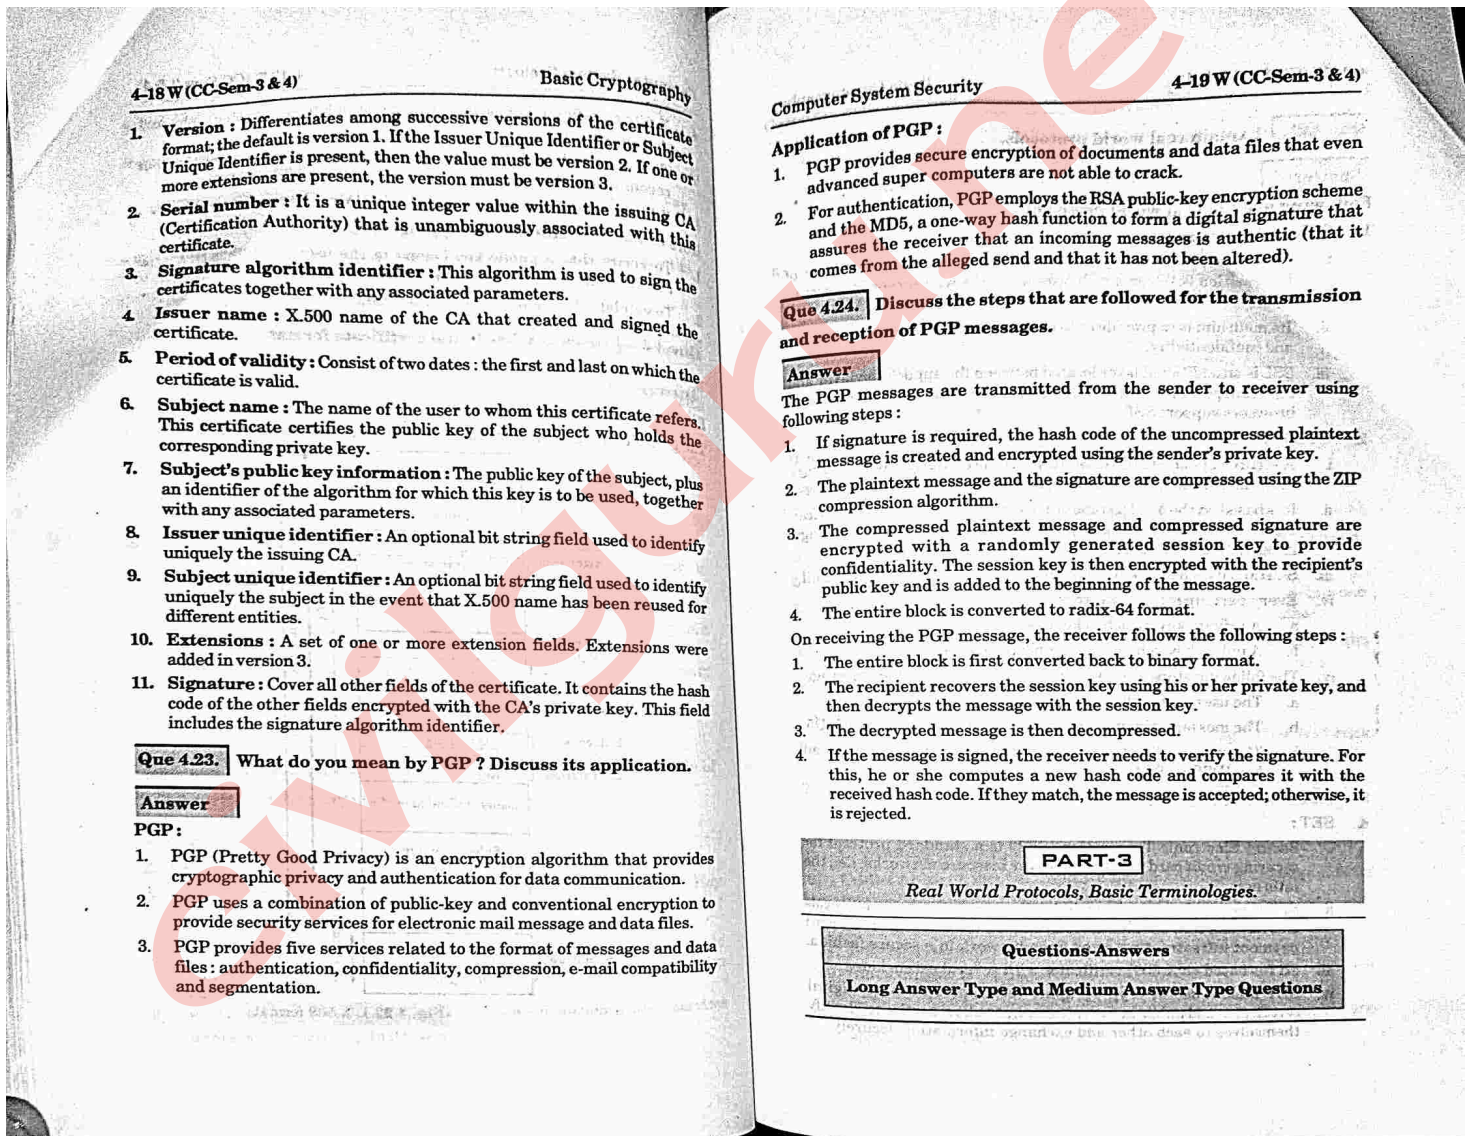 4–18 W (CC-Sem-3 & 4)
Basic Cryptography
1. Version : Differentiates among successive versions of the certificate
format; the default is version 1. If the Issuer Unique Identifier or Subject
Unique Identifier is present, then the value must be version 2. If one or
more extensions are present, the version must be version 3.
2. Serial number : It is a unique integer value within the issuing CA
(Certification Authority) that is unambiguously associated with this
certificate.
3. Signature algorithm identifier : This algorithm is used to sign the
certificates together with any associated parameters.
4. Issuer name : X.500 name of the CA that created and signed the
certificate.
5. Period of validity : Consist of two dates : the first and last on which the
certificate is valid.
6. Subject name : The name of the user to whom this certificate refers.
This certificate certifies the public key of the subject who holds the
corresponding private key.
7. Subject's public key information : The public key of the subject, plus
an identifier of the algorithm for which this key is to be used, together
with any associated parameters.
8. Issuer unique identifier : An optional bit string field used to identify
uniquely the issuing CA.
9. Subject unique identifier : An optional bit string field used to identify
uniquely the subject in the event that X.500 name has been reused for
different entities.
10. Extensions : A set of one or more extension fields. Extensions were
added in version 3.
11. Signature : Cover all other fields of the certificate. It contains the hash
code of the other fields encrypted with the CA's private key. This field
includes the signature algorithm identifier.
Que 4.23. What do you mean by PGP ? Discuss its application.
Answer
PGP :
1. PGP (Pretty Good Privacy) is an encryption algorithm that provides
cryptographic privacy and authentication for data communication.
2. PGP uses a combination of public-key and conventional encryption to
provide security services for electronic mail message and data files.
3. PGP provides five services related to the format of messages and data
files : authentication, confidentiality, compression, e-mail compatibility
and segmentation.
Computer System Security
4–19 W (CC-Sem-3 & 4)
Application of PGP :
1. PGP provides secure encryption of documents and data files that even
advanced super computers are not able to crack.
2. For authentication, PGP employs the RSA public-key encryption scheme
and the MD5, a one-way hash function to form a digital signature that
assures the receiver that an incoming messages is authentic (that it
comes from the alleged send and that it has not been altered).
Que 4.24. Discuss the steps that are followed for the transmission
and reception of PGP messages.
Answer
The PGP messages are transmitted from the sender to receiver using
following steps :
1. If signature is required, the hash code of the uncompressed plaintext
message is created and encrypted using the sender's private key.
2. The plaintext message and the signature are compressed using the ZIP
compression algorithm.
3. The compressed plaintext message and compressed signature are
encrypted with a randomly generated session key to provide
confidentiality. The session key is then encrypted with the recipient's
public key and is added to the beginning of the message.
4. The entire block is converted to radix-64 format.
On receiving the PGP message, the receiver follows the following steps :
1. The entire block is first converted back to binary format.
2. The recipient recovers the session key using his or her private key, and
then decrypts the message with the session key.
3. The decrypted message is then decompressed.
4. If the message is signed, the receiver needs to verify the signature. For
this, he or she computes a new hash code and compares it with the
received hash code. If they match, the message is accepted; otherwise, it
is rejected.
PART-3
Real World Protocols, Basic Terminologies.
Questions-Answers
Long Answer Type and Medium Answer Type Questions
civilguru.ne